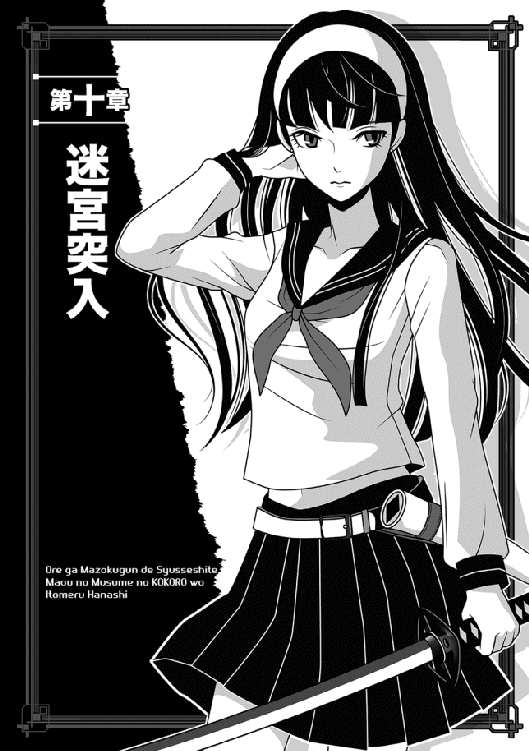 第十章
迷宮突入
Ore ga Mazokugun de Syusseshite,
Maou no Musume no KOKORO wo
Itomeru Hanashi